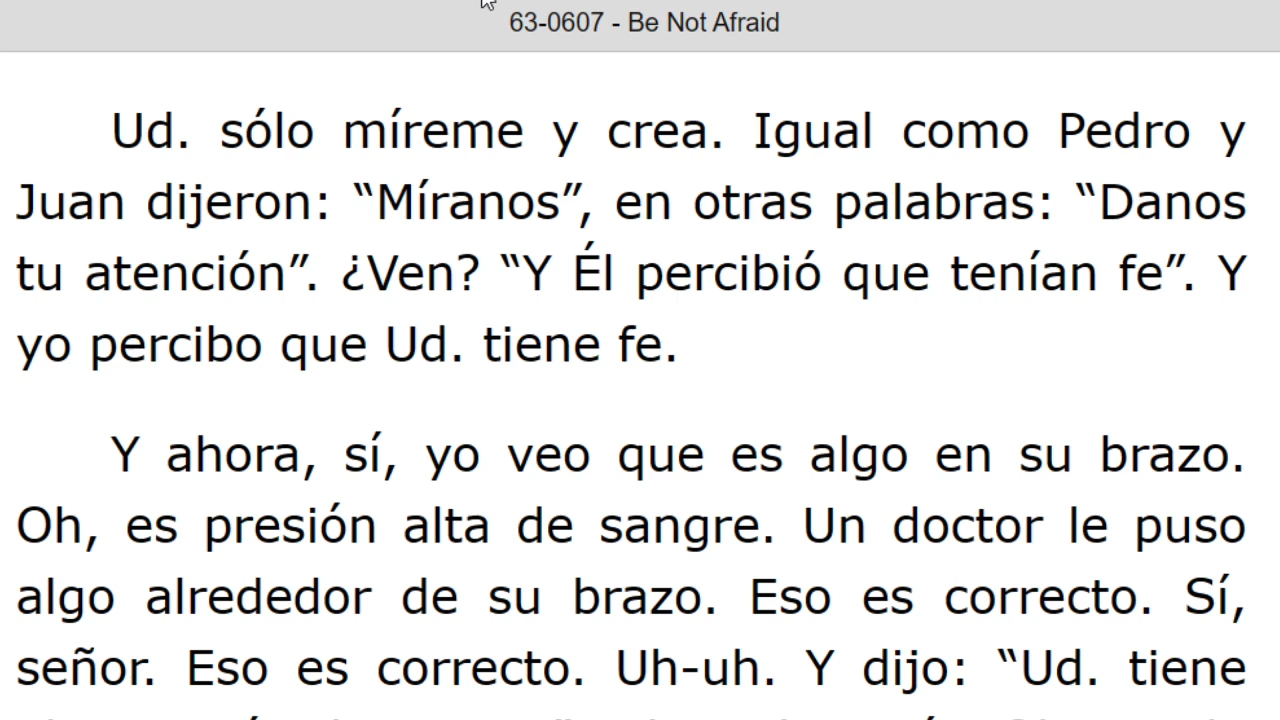 63-0607 - Be Not Afraid
Ud. sólo míreme y crea. Igual como Pedro y
Juan dijeron: “Míranos”, en otras palabras: “Danos
tu atención”. ¿Ven? “Y Él percibió que tenían fe”. Y
yo percibo que Ud. tiene fe.
Y ahora, sí, yo veo que es algo en su brazo.
Oh, es presión alta de sangre. Un doctor le puso
algo alrededor de su brazo. Eso es correcto. Sí,
señor. Eso es correcto. Uh-uh. Y dijo: “Ud. tiene